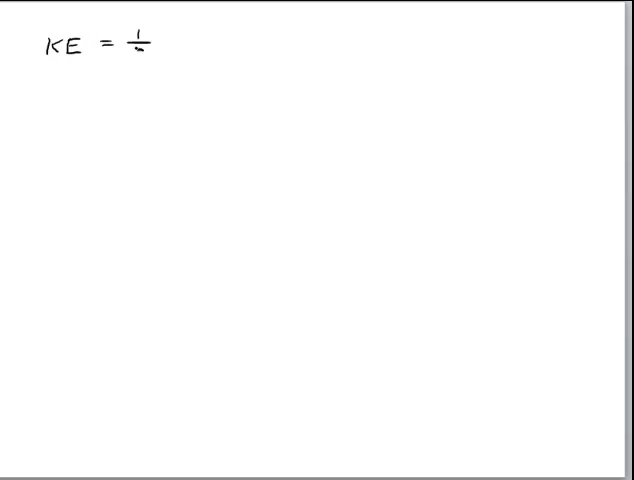 KE = 1/